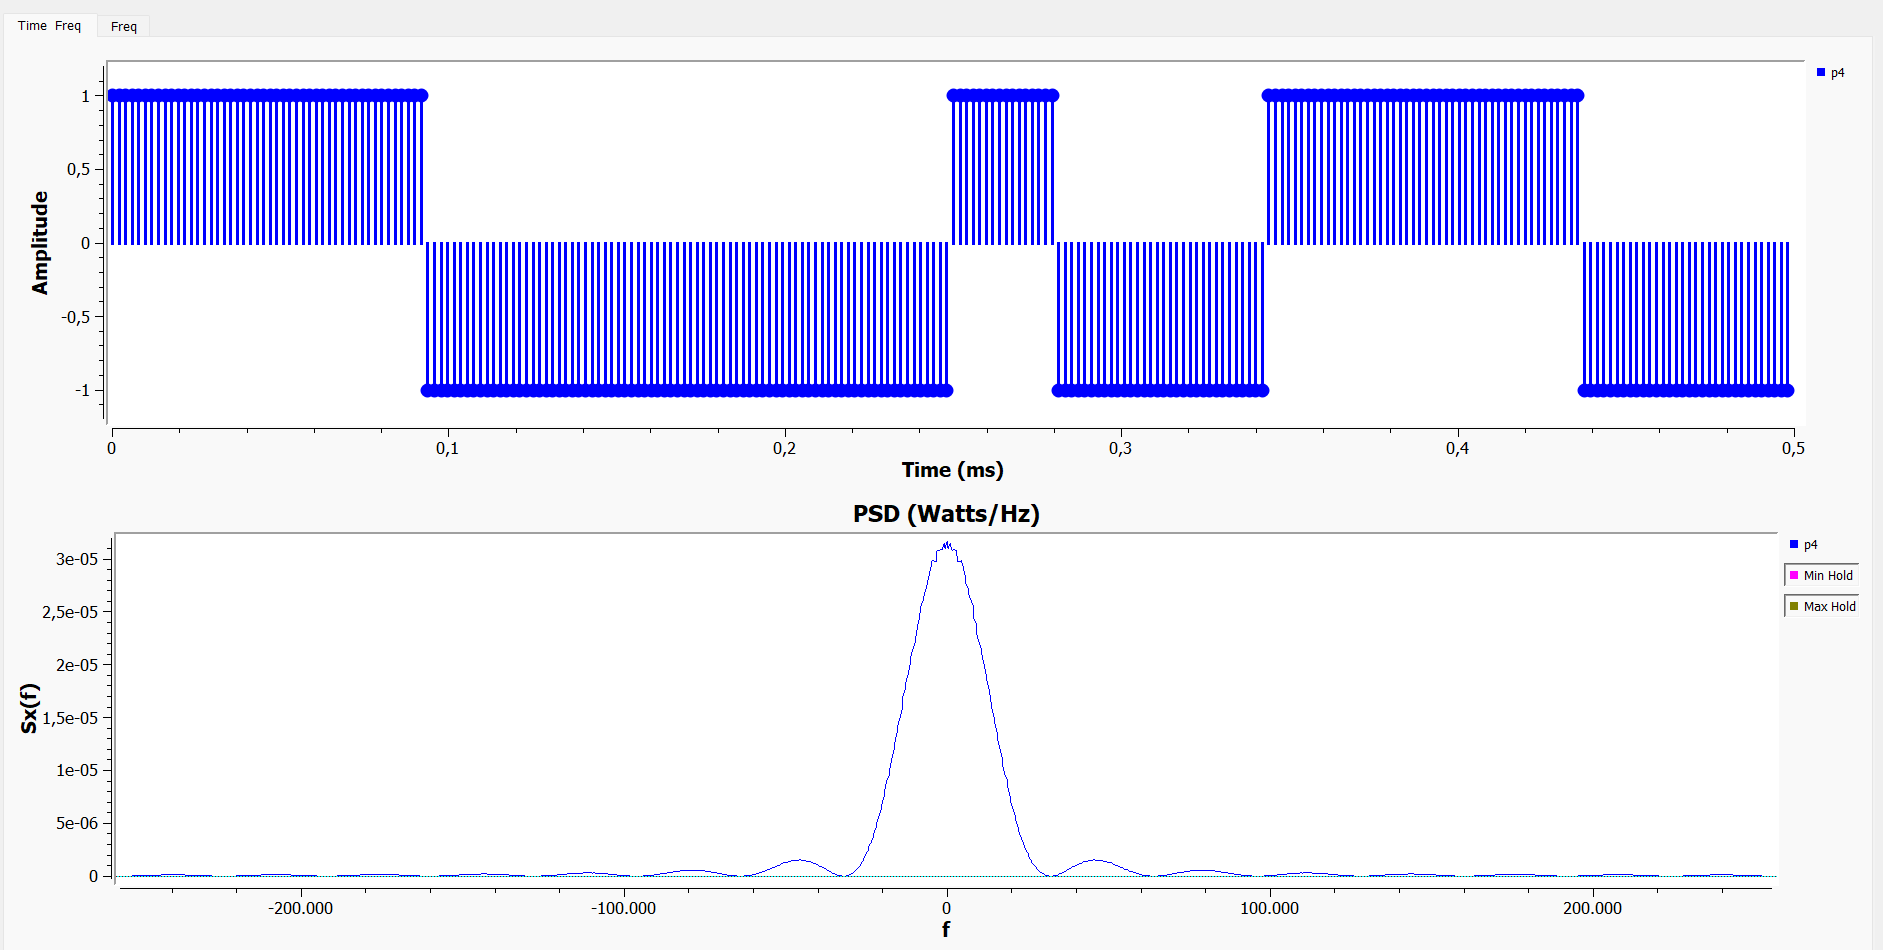 Time Freq
Freq
p4
1
0,5
0
-0,5
-1
Amplitude
0 0,1 0,2 0,3 0,4 0,5
Time (ms)
PSD (Watts/Hz)
p4
Min Hold
Max Hold
3e-05
2,5e-05
2e-05
1,5e-05
1e-05
5e-06
0
Sx(f)
-200.000 -100.000 0 100.000 200.000
f